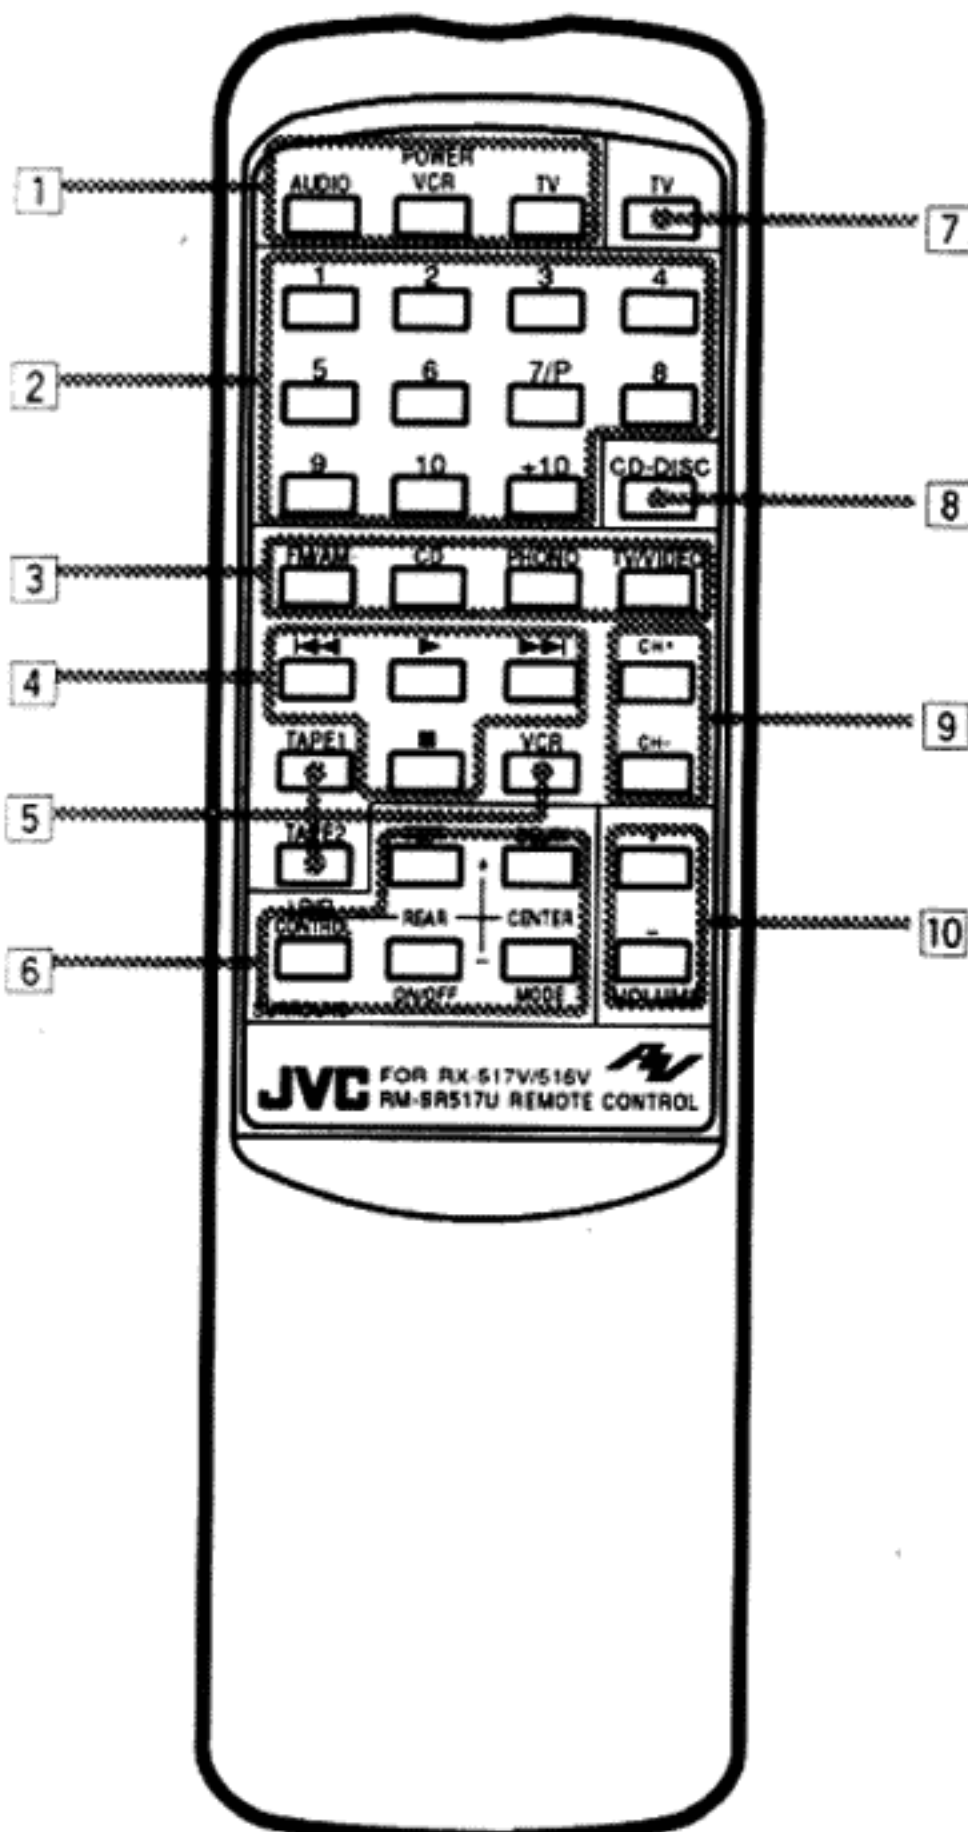 POWER
AUDIO VCR TV TV
1
7
1 2 3 4
2
5 6 7/P 8
9 10 +10 CD-DISC
8
3
FM/AM CD PHONO TV/VIDEO
4
CH+
9
TAPE1 VCR CH-
5
TAPE2
+
REAR CENTER
10
CONTROL
-
-
6
ON/OFF MODE VOLUME
SURROUND
JVC FOR RX-517V/516V
RM-SR517U REMOTE CONTROL